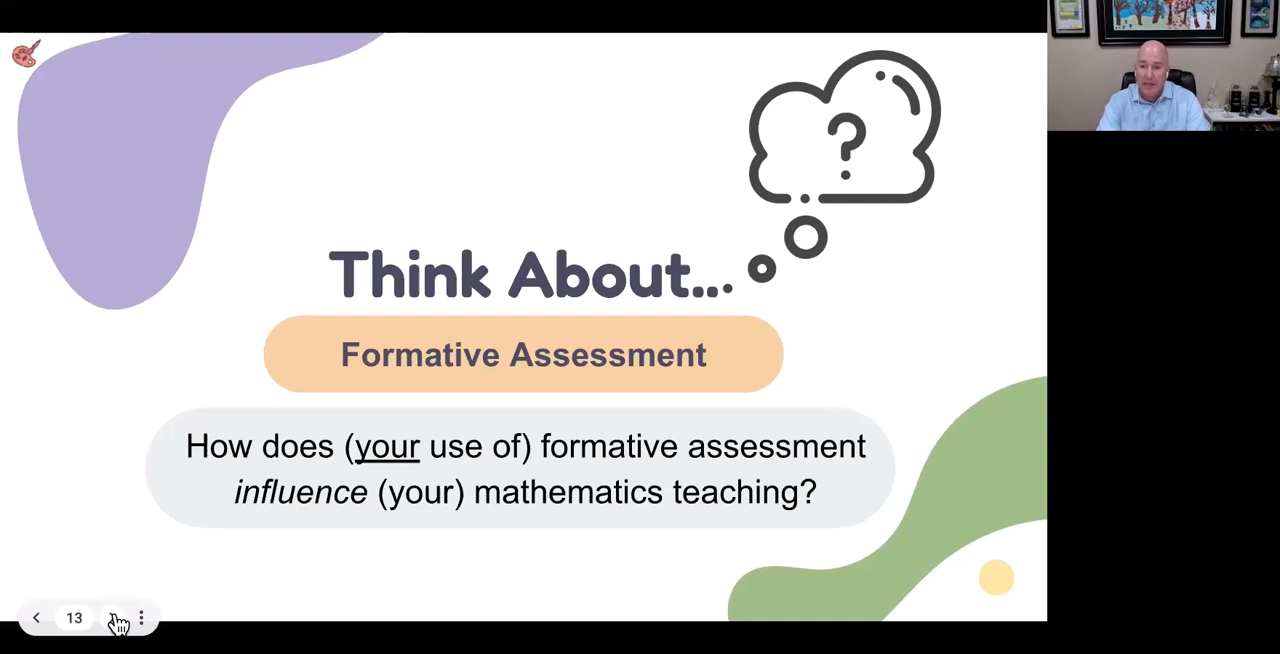 ?
Think About...
Formative Assessment
How does (your use of) formative assessment
influence (your) mathematics teaching?
13